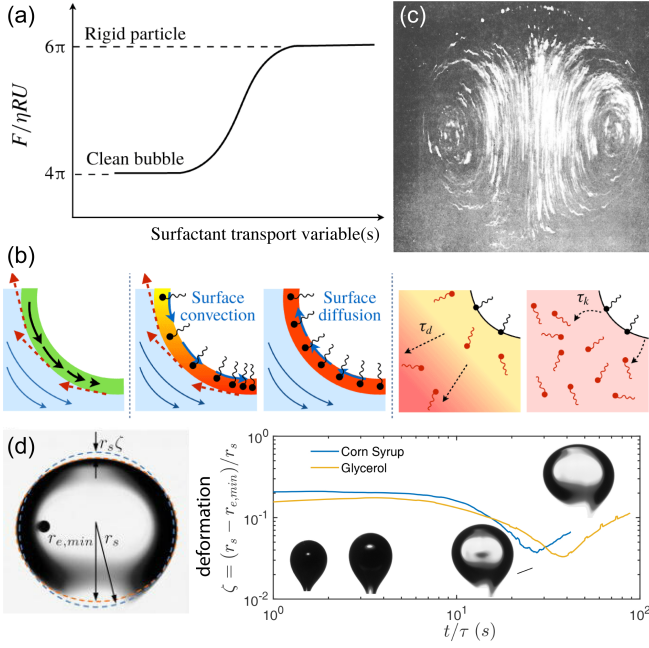 (a)
6π
Rigid particle
F/ηRU
Clean bubble
4π
Surfactant transport variable(s)
(c)
(b)
Surface
convection
Surface
diffusion
τ_d
τ_k
(d)
r_sζ
r_{e,min}
r_s
deformation
ζ = (r_s − r_{e,min})/r_s
10^0
10^{-1}
10^{-2}
Corn Syrup
Glycerol
10^0
10^1
10^2
t/τ (s)